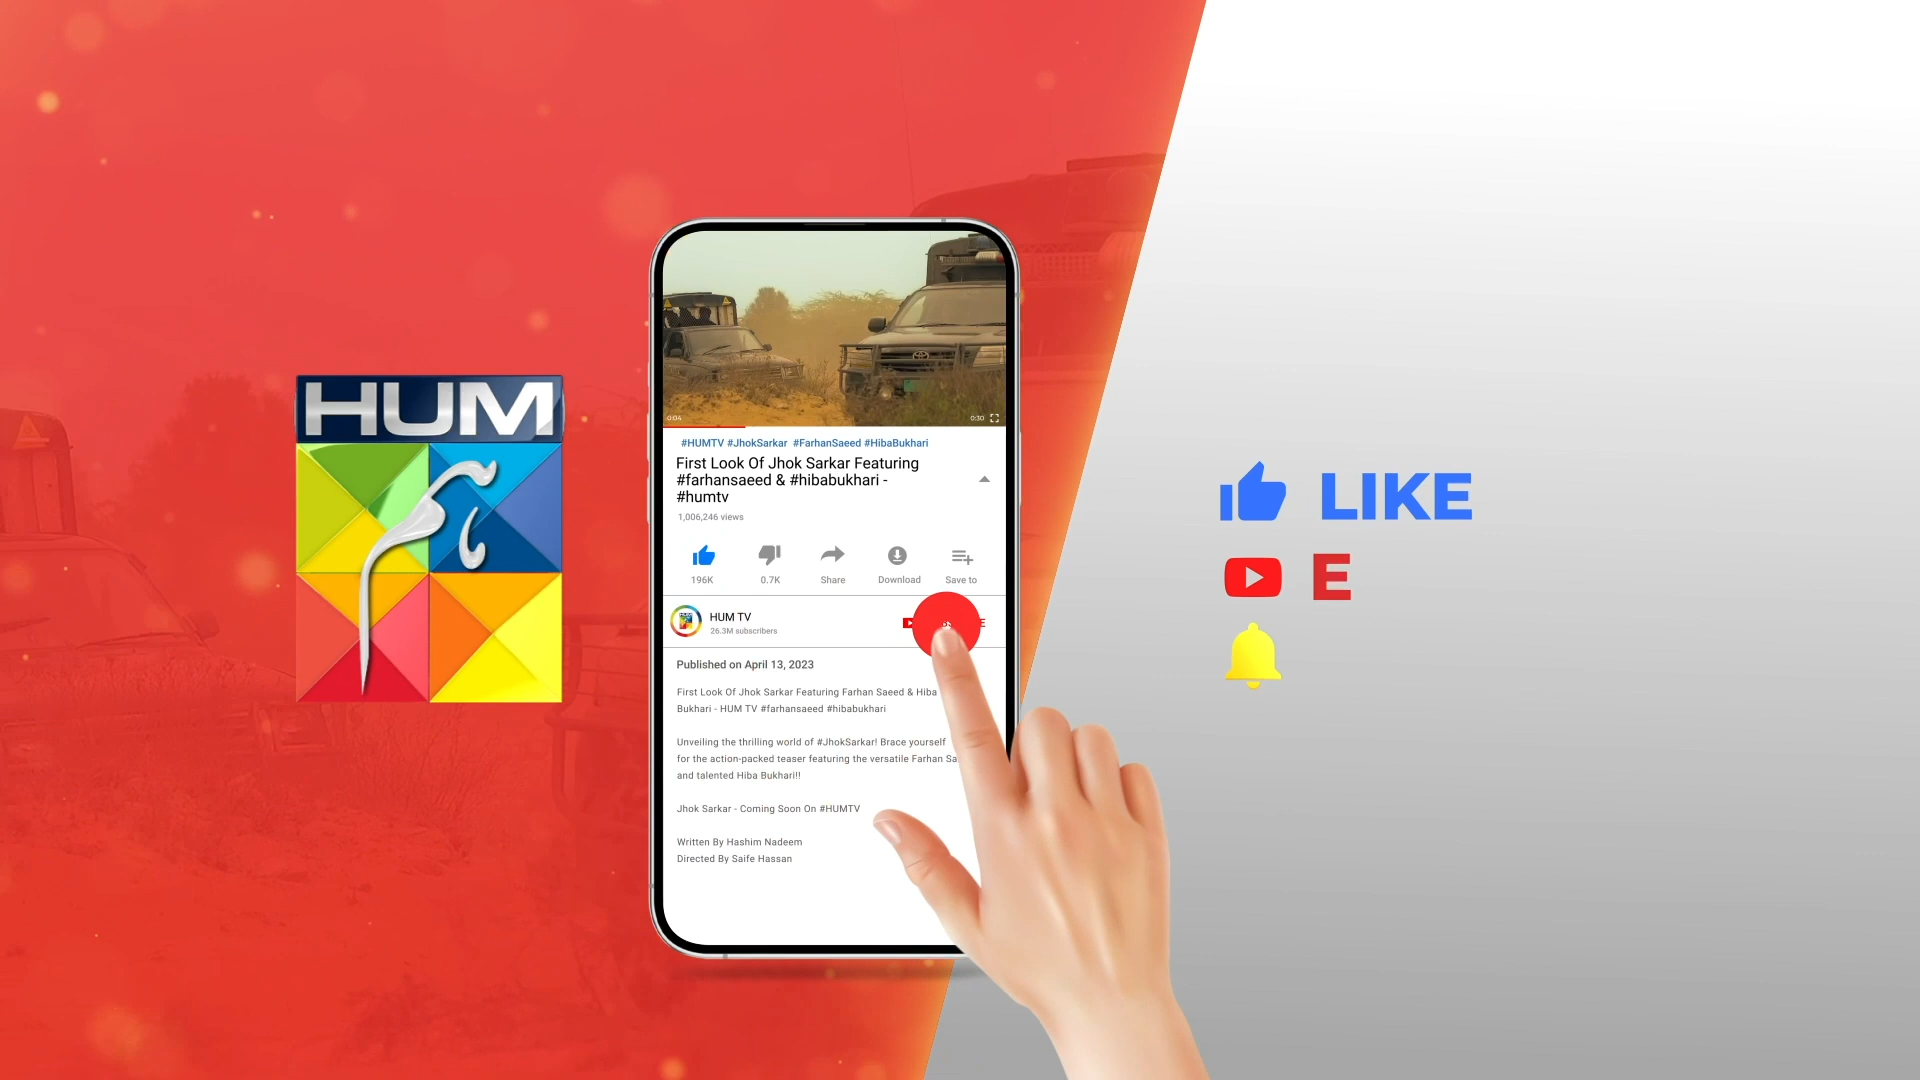 HUM
ہم
0:04
0:30
#HUMTV #JhokSarkar #FarhanSaeed #HibaBukhari
First Look Of Jhok Sarkar Featuring
#farhansaeed & #hibabukhari -
#humtv
1,006,246 views
196K
0.7K
Share
Download
Save to
HUM TV
26.3M subscribers
Published on April 13, 2023
First Look Of Jhok Sarkar Featuring Farhan Saeed & Hiba
Bukhari - HUM TV #farhansaeed #hibabukhari
Unveiling the thrilling world of #JhokSarkar! Brace yourself
for the action-packed teaser featuring the versatile Farhan Sa
and talented Hiba Bukhari!!
Jhok Sarkar - Coming Soon On #HUMTV
Written By Hashim Nadeem
Directed By Saife Hassan
LIKE
E